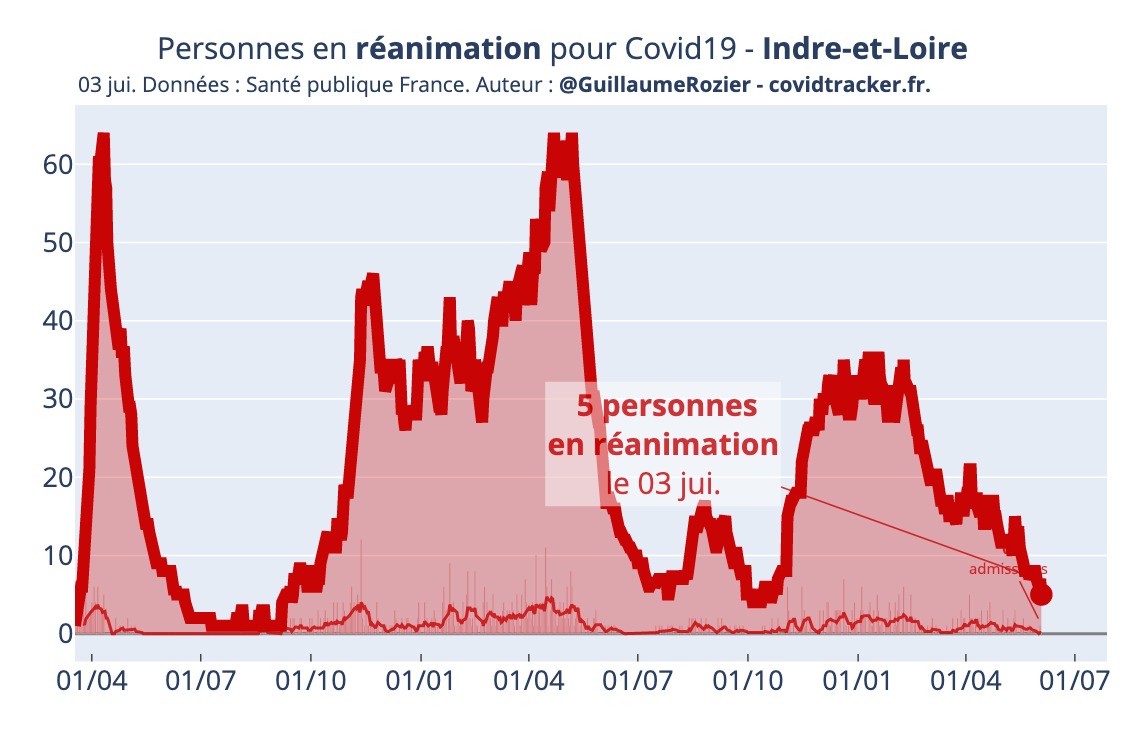 Personnes en réanimation pour Covid19 - Indre-et-Loire
03 jui. Données : Santé publique France. Auteur : @GuillaumeRozier - covidtracker.fr.
60
50
40
30
20
10
0
5 personnes
en réanimation
le 03 jui.
01/04 01/07 01/10 01/01 01/04 01/07 01/10 01/01 01/04 01/07